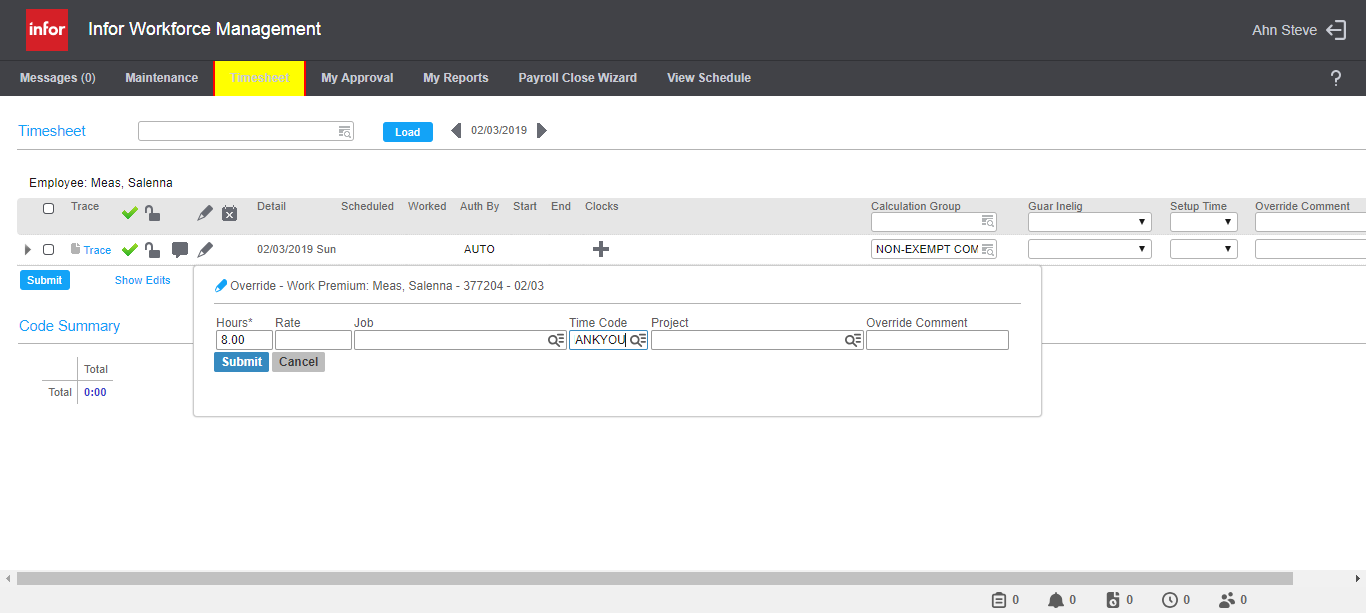 infor Infor Workforce Management Ahn Steve
Messages (0) Maintenance Timesheet My Approval My Reports Payroll Close Wizard View Schedule ?
Timesheet Load 02/03/2019
Employee: Meas, Salenna
Trace Detail Scheduled Worked Auth By Start End Clocks Calculation Group Guar Inelig Setup Time Override Comment
Trace 02/03/2019 Sun AUTO NON-EXEMPT COM
Submit Show Edits
Override - Work Premium: Meas, Salenna - 377204 - 02/03
Code Summary
Hours* Rate Job Time Code Project Override Comment
8.00 ANKYOU
Submit Cancel
Total
Total 0:00
0 0 0 0 0